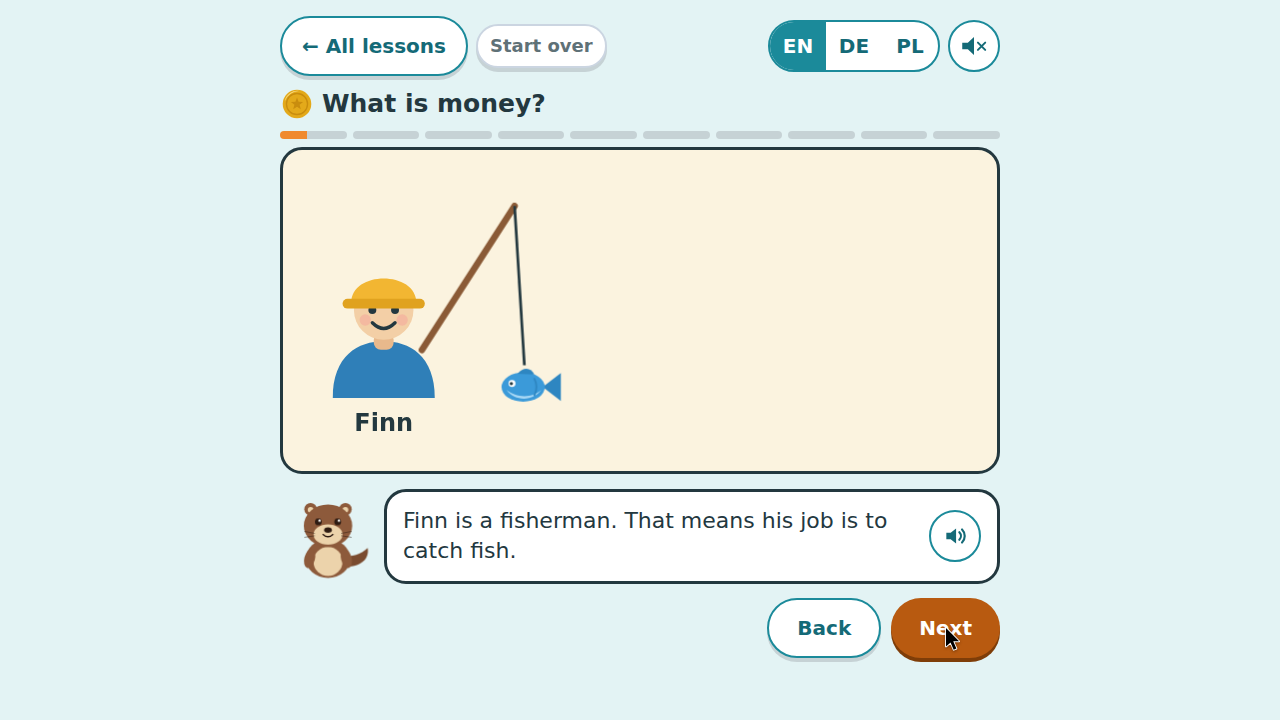 ← All lessons
Start over
EN
DE
PL
What is money?
Finn
Finn is a fisherman. That means his job is to
catch fish.
Back
Next